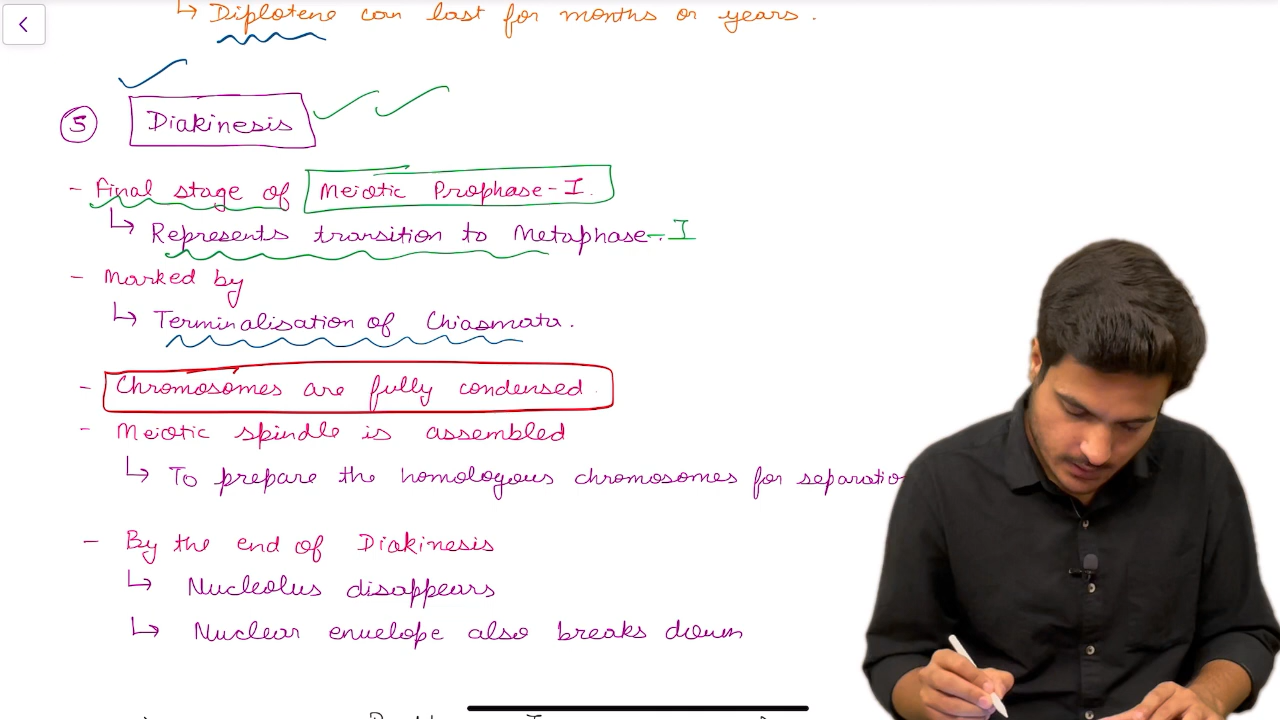 ↳ Diplotene can last for months or years.
⑤ Diakinesis
- Final stage of Meiotic Prophase-I.
↳ Represents transition to Metaphase-I
- Marked by
↳ Terminalisation of Chiasmata.
- Chromosomes are fully condensed.
- Meiotic spindle is assembled
↳ To prepare the homologous chromosomes for separation
- By the end of Diakinesis
↳ Nucleolus disappears
↳ Nuclear envelope also breaks down